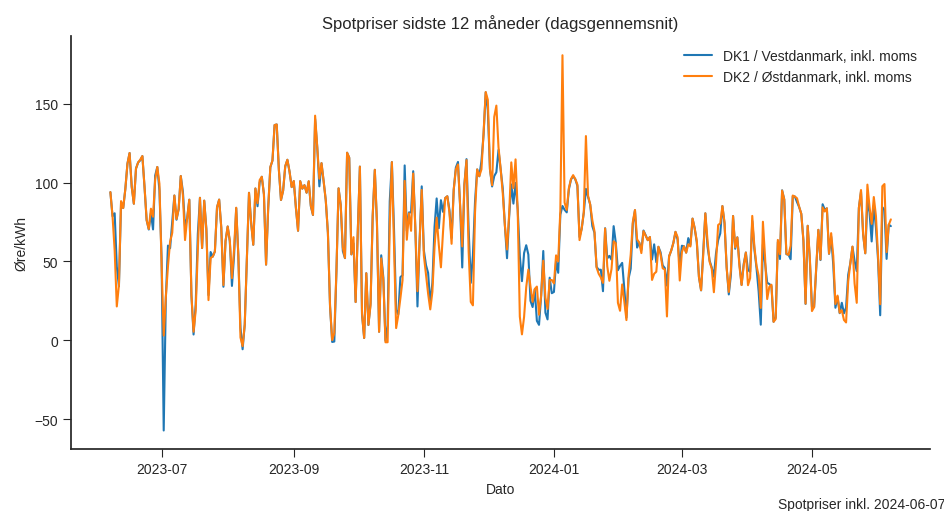 Spotpriser sidste 12 måneder (dagsgennemsnit)
DK1 / Vestdanmark, inkl. moms
DK2 / Østdanmark, inkl. moms
Øre/kWh
150
100
50
0
−50
2023-07
2023-09
2023-11
2024-01
2024-03
2024-05
Dato
Spotpriser inkl. 2024-06-07